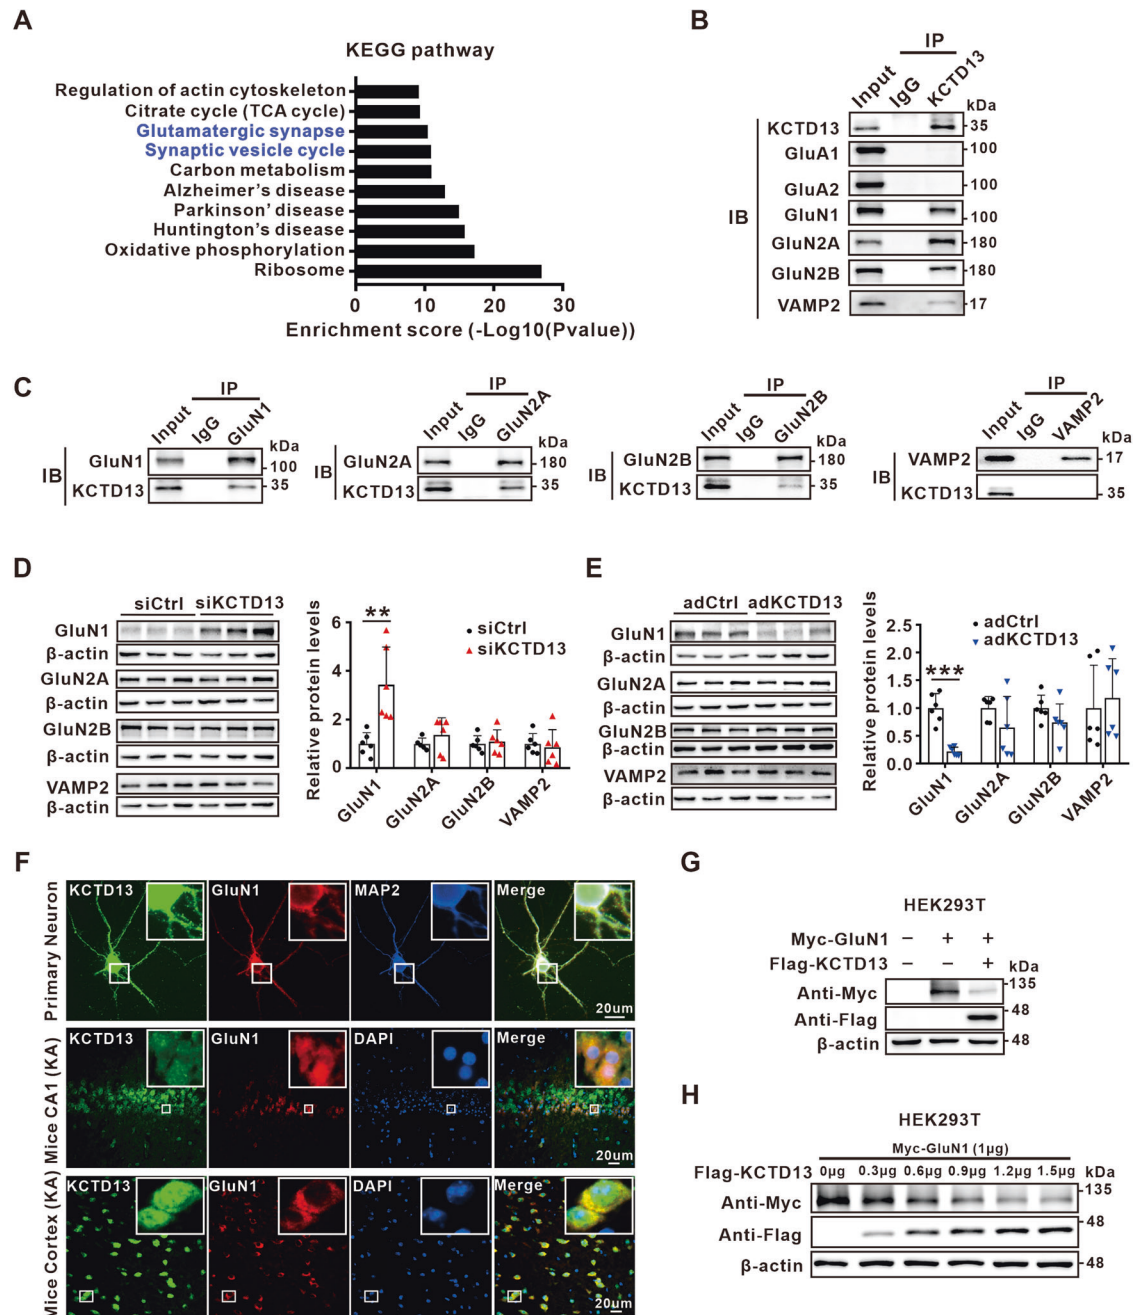 A
KEGG pathway
Regulation of actin cytoskeleton
Citrate cycle (TCA cycle)
Glutamatergic synapse
Synaptic vesicle cycle
Carbon metabolism
Alzheimer's disease
Parkinson' disease
Huntington's disease
Oxidative phosphorylation
Ribosome
0 10 20 30
Enrichment score (-Log10(Pvalue))
B
IP
Input IgG KCTD13
kDa
KCTD13 35
GluA1 100
GluA2 100
IB
GluN1 100
GluN2A 180
GluN2B 180
VAMP2 17
C
IP
Input IgG GluN1
kDa
IB
GluN1 100
KCTD13 35
IP
Input IgG GluN2A
kDa
IB
GluN2A 180
KCTD13 35
IP
Input IgG GluN2B
kDa
IB
GluN2B 180
KCTD13 35
IP
Input IgG VAMP2
kDa
IB
VAMP2 17
KCTD13 35
D
siCtrl siKCTD13
GluN1
β-actin
GluN2A
β-actin
GluN2B
β-actin
VAMP2
β-actin
Relative protein levels
6
4
2
0
**
siCtrl
siKCTD13
GluN1 GluN2A GluN2B VAMP2
E
adCtrl adKCTD13
GluN1
β-actin
GluN2A
β-actin
GluN2B
β-actin
VAMP2
β-actin
Relative protein levels
2.5
2.0
1.5
1.0
0.5
0.0
***
adCtrl
adKCTD13
GluN1 GluN2A GluN2B VAMP2
F
Primary Neuron
KCTD13 GluN1 MAP2 Merge
20um
Mice CA1 (KA)
KCTD13 GluN1 DAPI Merge
20um
Mice Cortex (KA)
KCTD13 GluN1 DAPI Merge
20um
G
HEK293T
Myc-GluN1 – + +
Flag-KCTD13 – – +
kDa
Anti-Myc 135
Anti-Flag 48
β-actin 48
H
HEK293T
Myc-GluN1 (1μg)
Flag-KCTD13 0μg 0.3μg 0.6μg 0.9μg 1.2μg 1.5μg kDa
Anti-Myc 135
Anti-Flag 48
β-actin 48